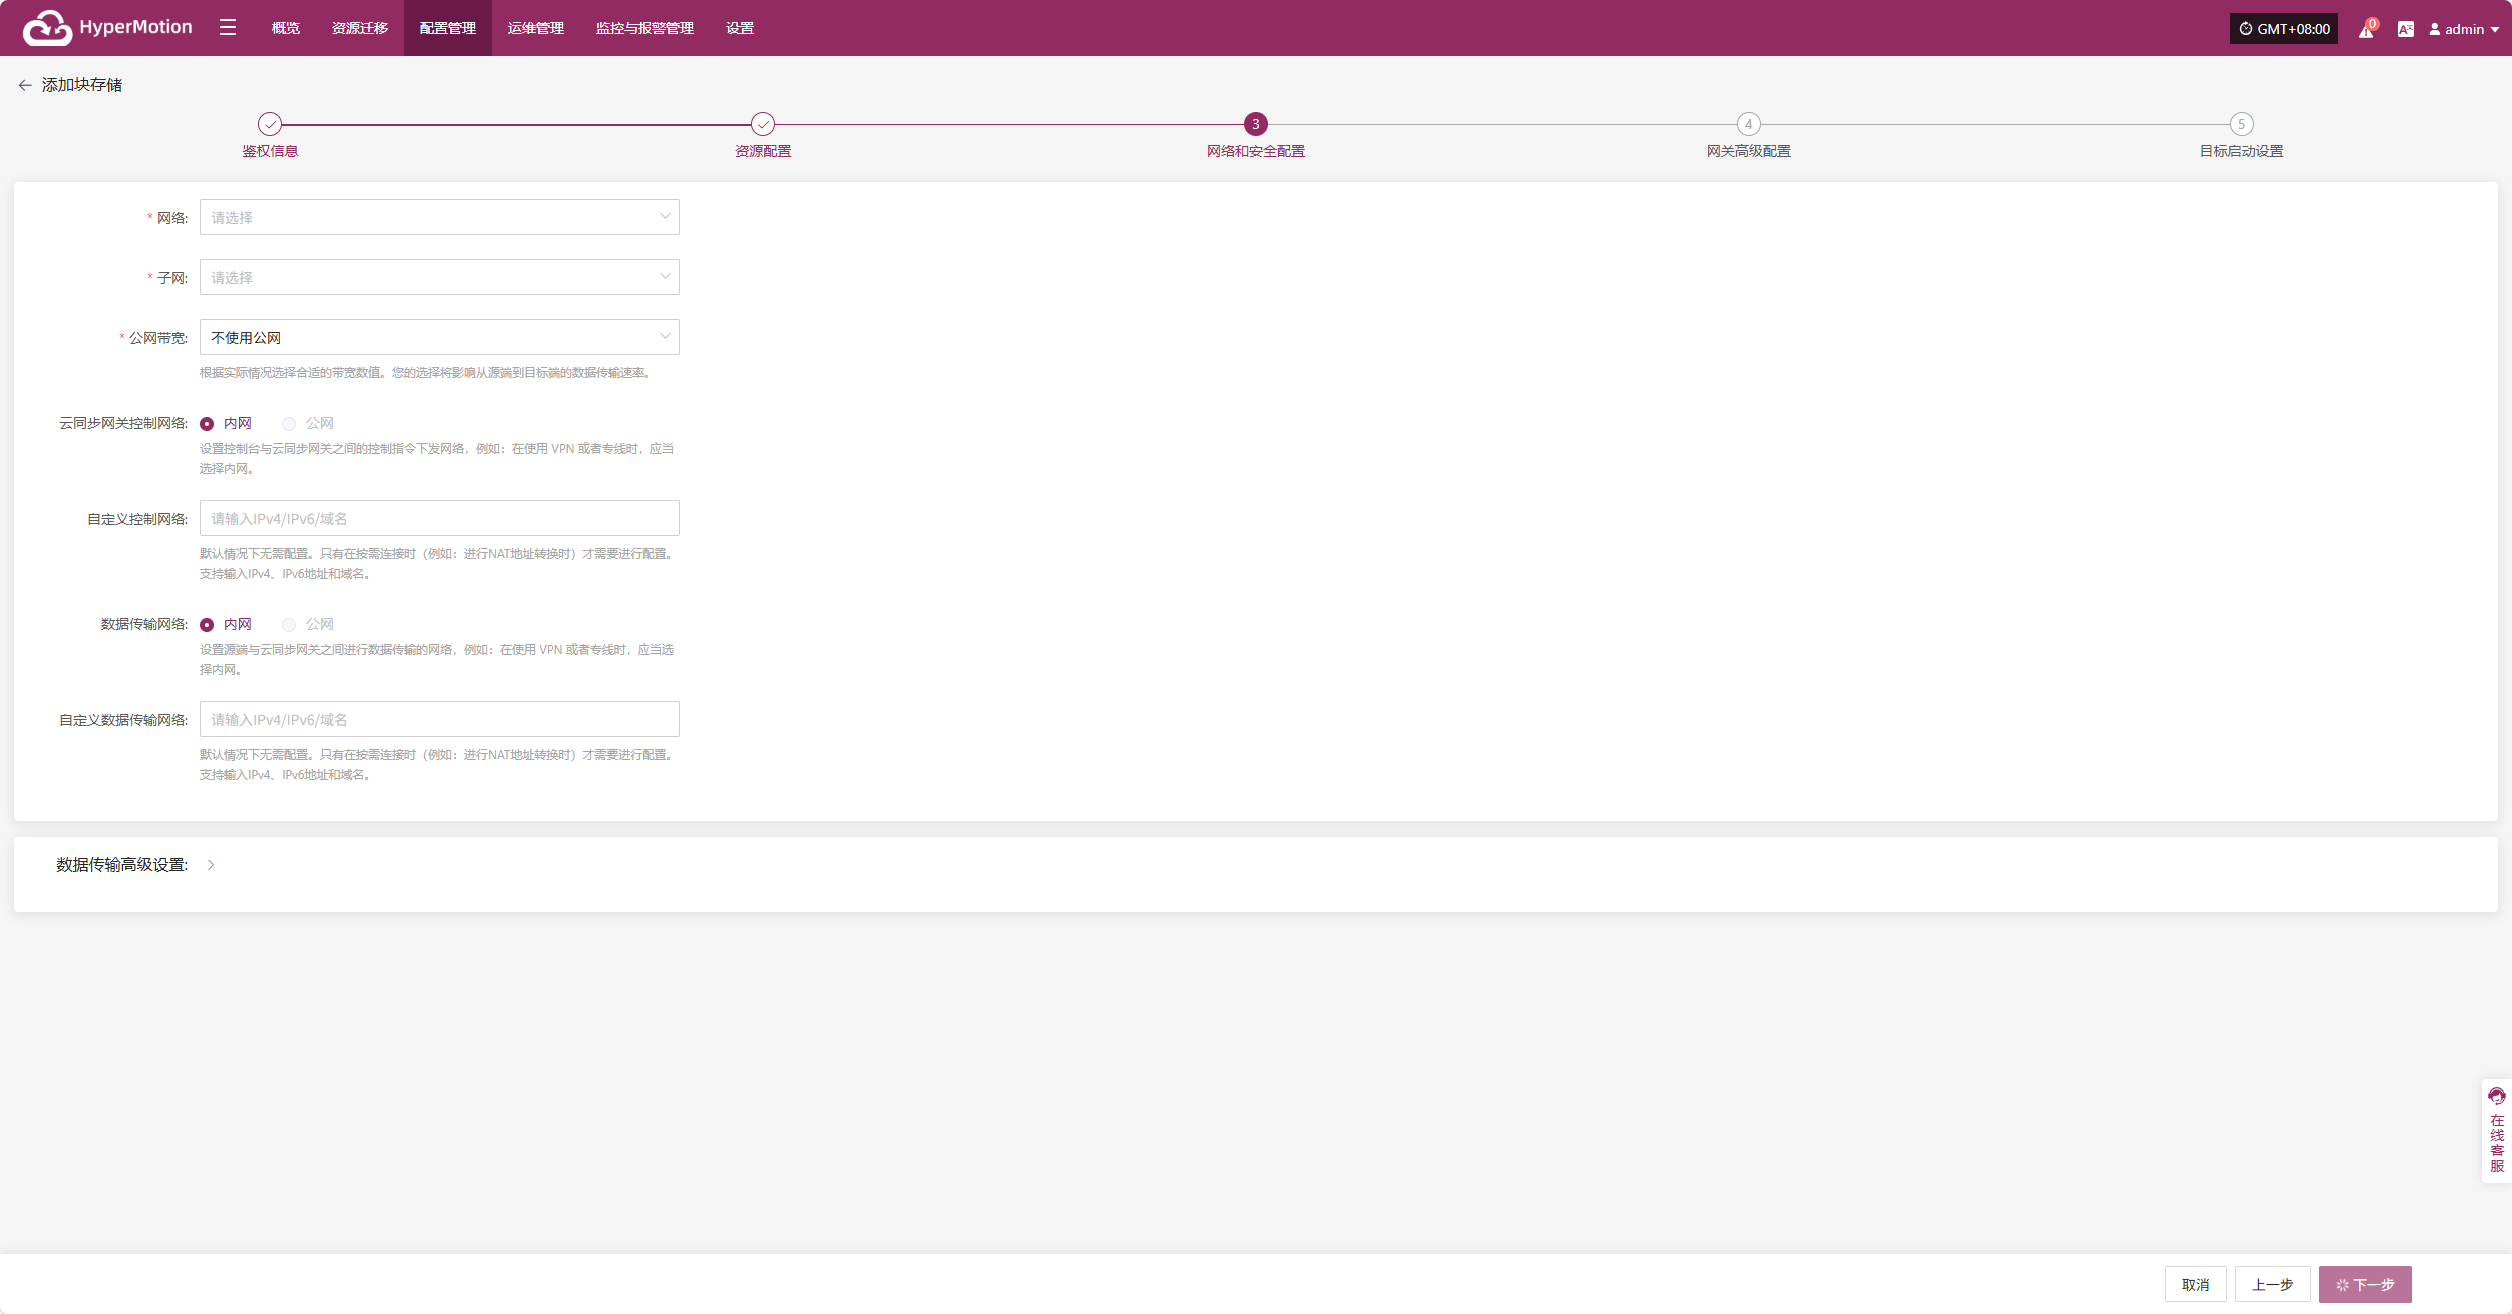 HyperMotion 概览 资源迁移 配置管理 运维管理 监控与报警管理 设置 GMT+08:00 0 admin
添加块存储
3 4 5
鉴权信息 资源配置 网络和安全配置 网关高级配置 目标启动设置
* 网络: 请选择
* 子网: 请选择
* 公网带宽: 不使用公网
根据实际情况选择合适的带宽数值。您的选择将影响从源端到目标端的数据传输速率。
云同步网关控制网络: 内网 公网
设置控制台与云同步网关之间的控制指令下发网络，例如：在使用 VPN 或者专线时，应当
选择内网。
自定义控制网络: 请输入IPv4/IPv6/域名
默认情况下无需配置。只有在按需连接时（例如：进行NAT地址转换时）才需要进行配置。
支持输入IPv4、IPv6地址和域名。
数据传输网络: 内网 公网
设置源端与云同步网关之间进行数据传输的网络，例如：在使用 VPN 或者专线时，应当选
择内网。
自定义数据传输网络: 请输入IPv4/IPv6/域名
默认情况下无需配置。只有在按需连接时（例如：进行NAT地址转换时）才需要进行配置。
支持输入IPv4、IPv6地址和域名。
数据传输高级设置:
在线客服
取消 上一步 下一步